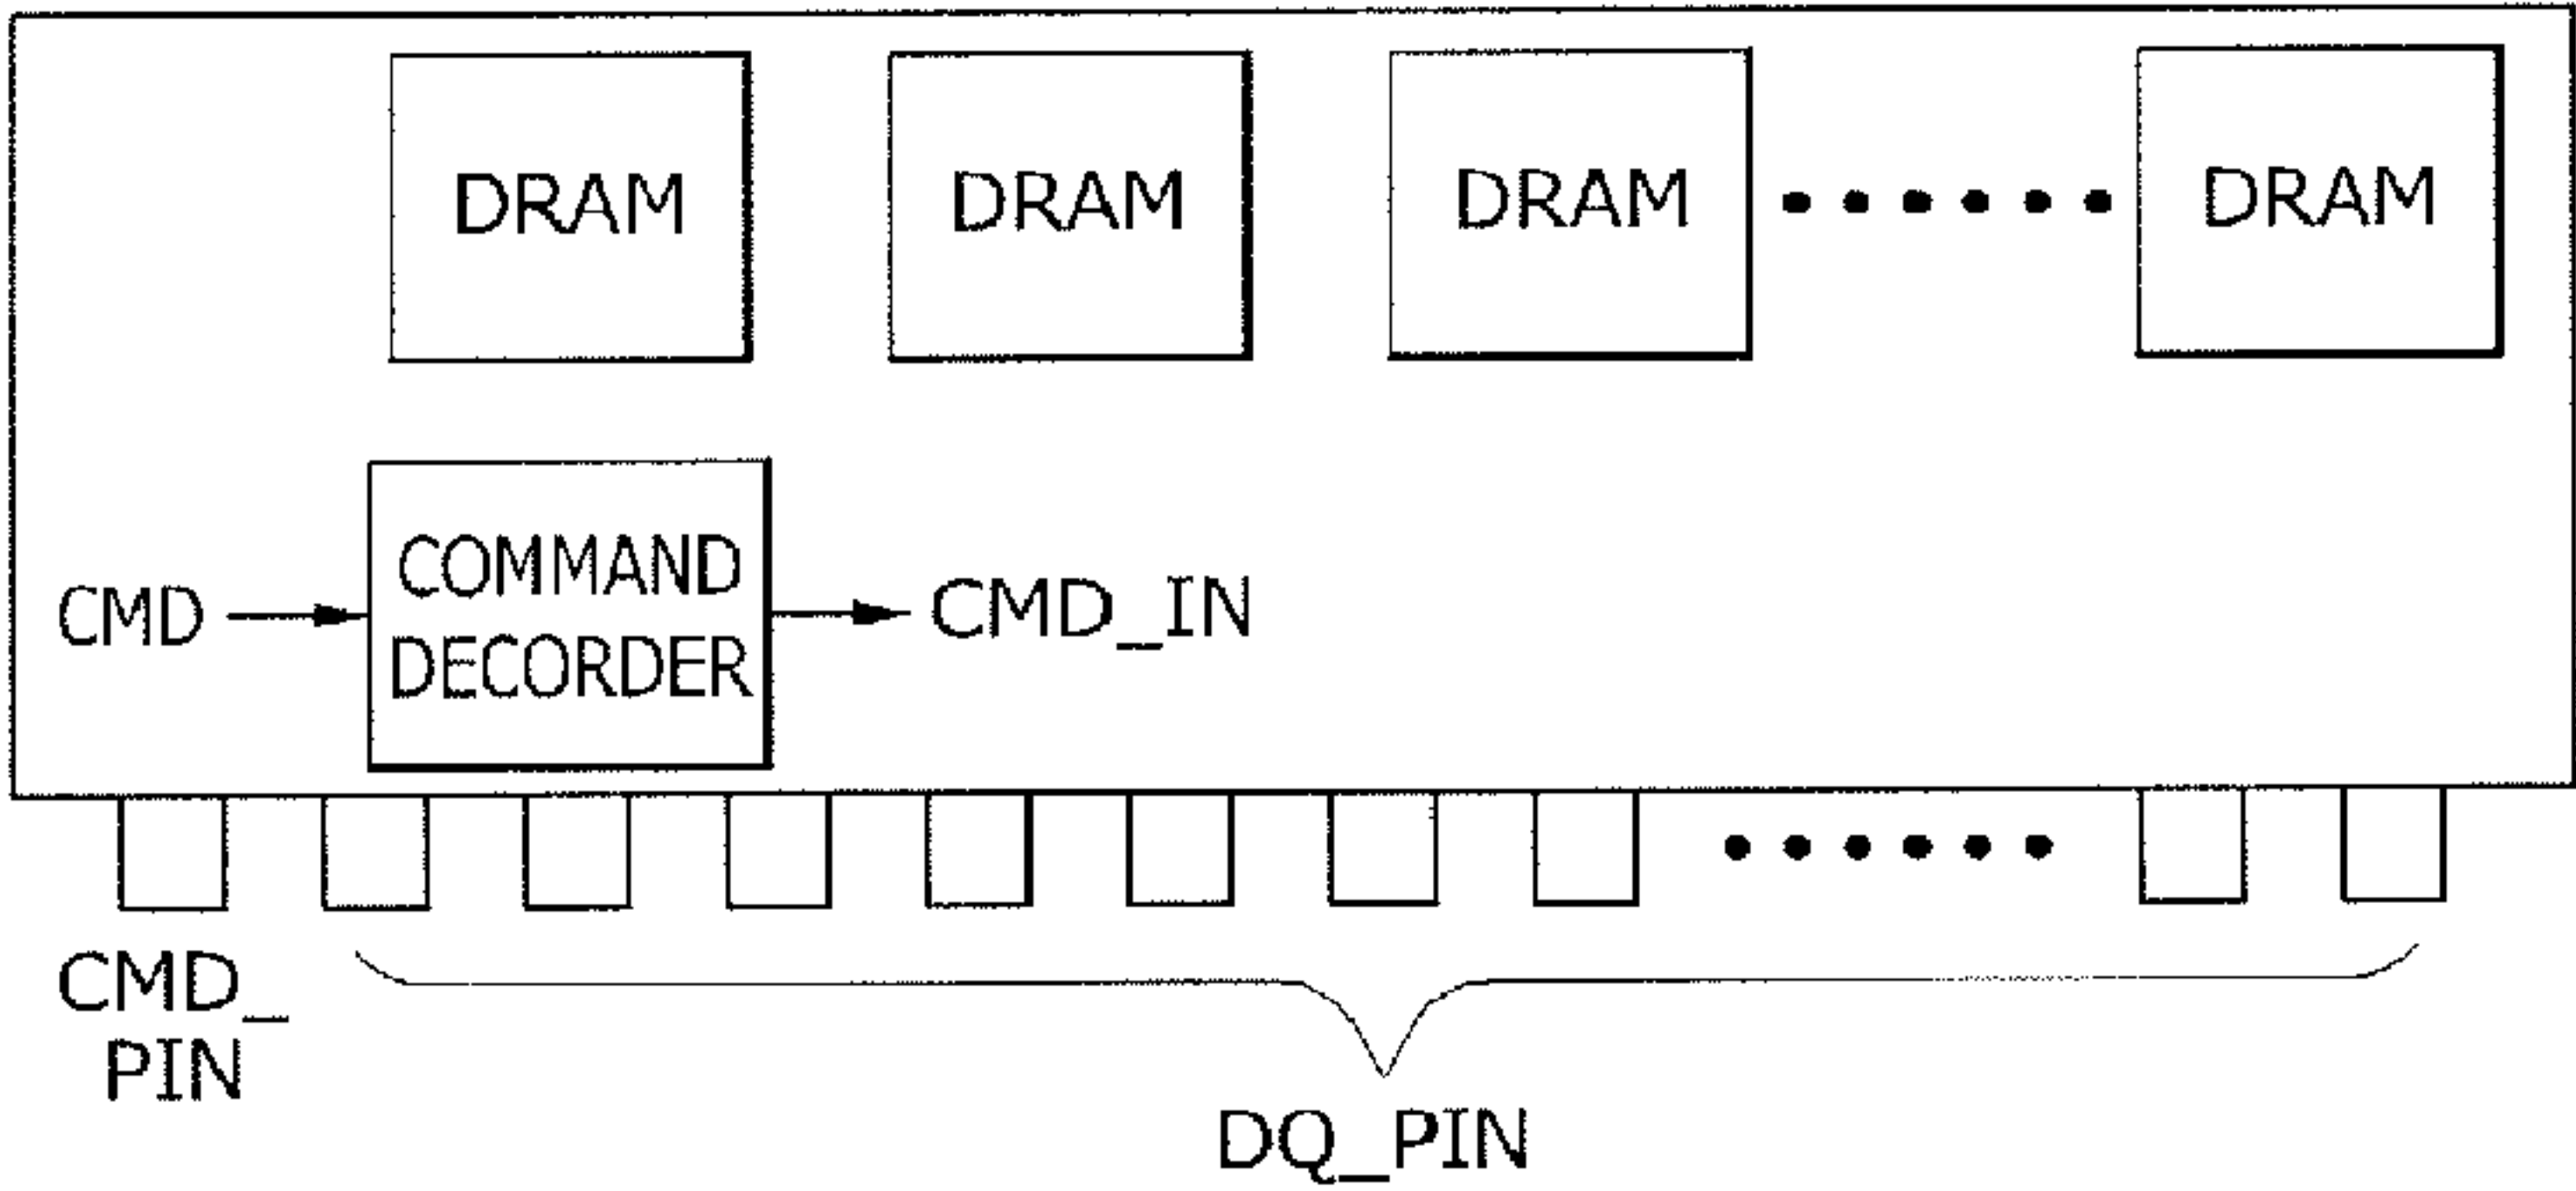 DRAM DRAM DRAM DRAM
CMD
COMMAND
DECORDER
CMD_IN
CMD_
PIN
DQ_PIN